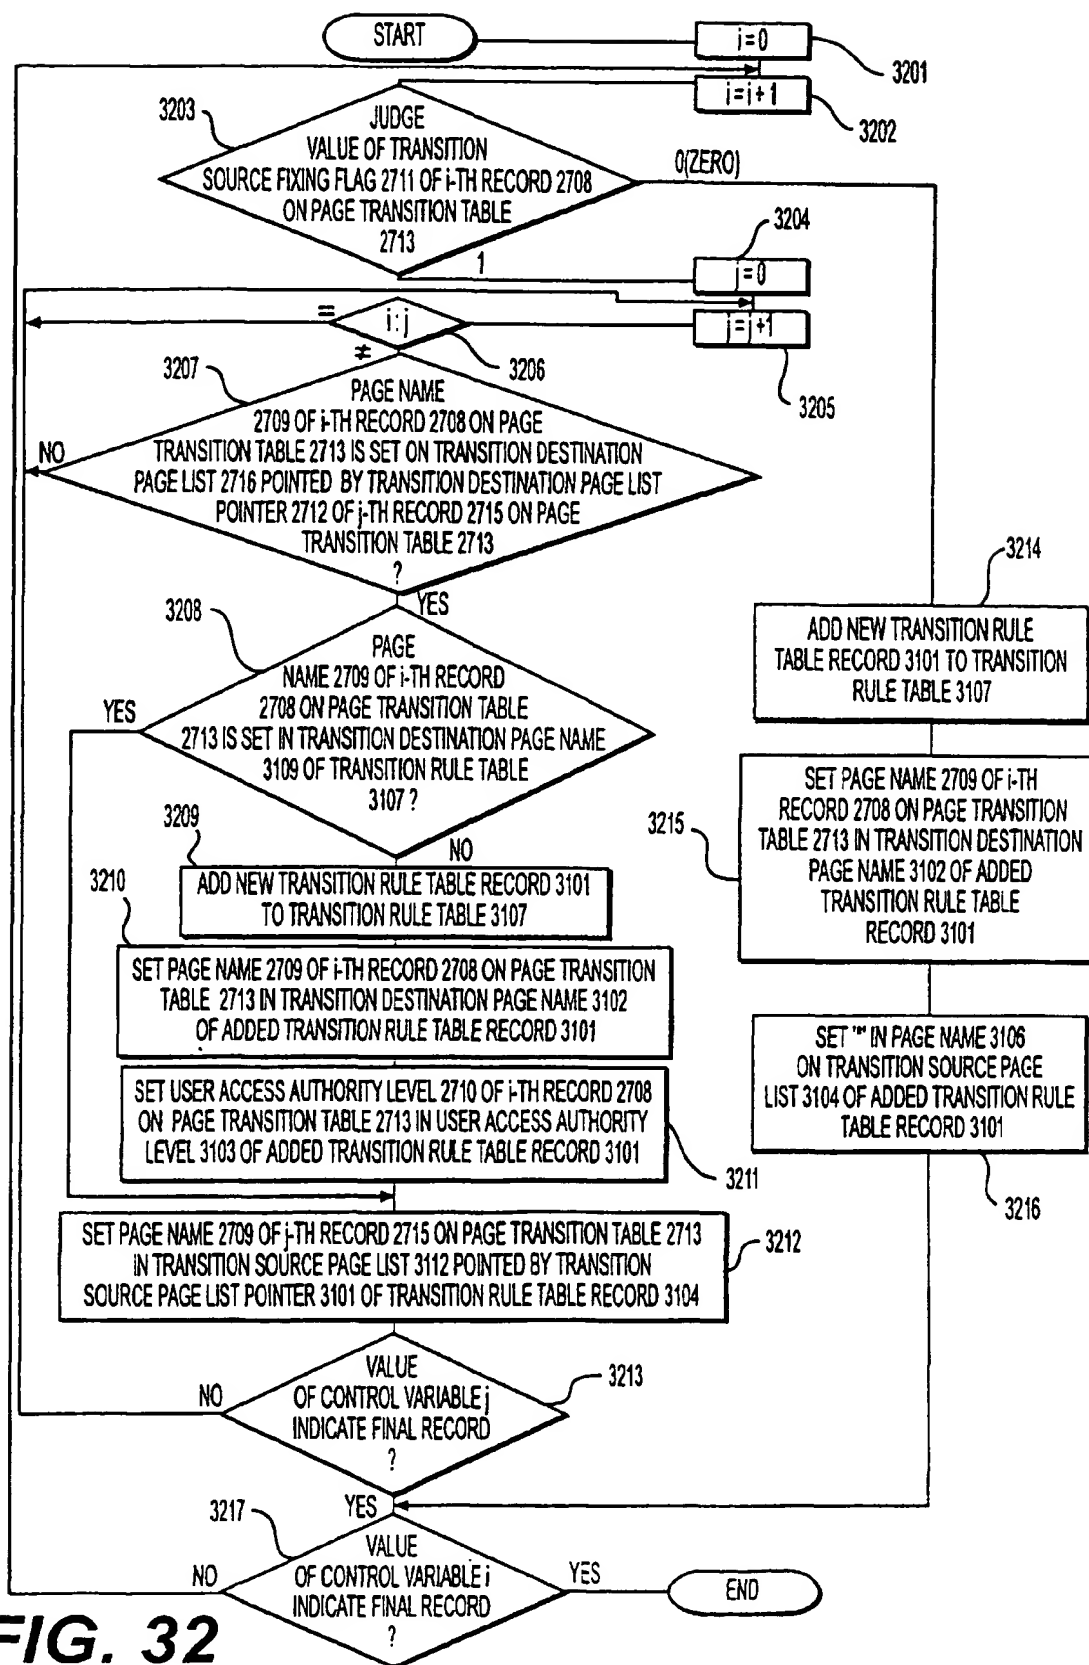 START
i=0
3201
i=i+1
3202
3203
JUDGE
VALUE OF TRANSITION
SOURCE FIXING FLAG 2711 OF i-TH RECORD 2708
ON PAGE TRANSITION TABLE
2713
0(ZERO)
1
3204
j=0
=
i:j
j=j+1
≠
3206
3205
3207
PAGE NAME
2709 OF i-TH RECORD 2708 ON PAGE
TRANSITION TABLE 2713 IS SET ON TRANSITION DESTINATION
PAGE LIST 2716 POINTED BY TRANSITION DESTINATION PAGE LIST
POINTER 2712 OF j-TH RECORD 2715 ON PAGE
TRANSITION TABLE 2713
?
NO
YES
3208
PAGE
NAME 2709 OF i-TH RECORD
2708 ON PAGE TRANSITION TABLE
2713 IS SET IN TRANSITION DESTINATION PAGE NAME
3109 OF TRANSITION RULE TABLE
3107 ?
YES
NO
3209
ADD NEW TRANSITION RULE TABLE RECORD 3101
TO TRANSITION RULE TABLE 3107
3210
SET PAGE NAME 2709 OF i-TH RECORD 2708 ON PAGE TRANSITION
TABLE 2713 IN TRANSITION DESTINATION PAGE NAME 3102
OF ADDED TRANSITION RULE TABLE RECORD 3101
SET USER ACCESS AUTHORITY LEVEL 2710 OF i-TH RECORD 2708
ON PAGE TRANSITION TABLE 2713 IN USER ACCESS AUTHORITY
LEVEL 3103 OF ADDED TRANSITION RULE TABLE RECORD 3101
3211
SET PAGE NAME 2709 OF j-TH RECORD 2715 ON PAGE TRANSITION TABLE 2713
IN TRANSITION SOURCE PAGE LIST 3112 POINTED BY TRANSITION
SOURCE PAGE LIST POINTER 3101 OF TRANSITION RULE TABLE RECORD 3104
3212
VALUE
OF CONTROL VARIABLE j
INDICATE FINAL RECORD
?
NO
3213
YES
3214
ADD NEW TRANSITION RULE
TABLE RECORD 3101 TO TRANSITION
RULE TABLE 3107
3215
SET PAGE NAME 2709 OF i-TH
RECORD 2708 ON PAGE TRANSITION
TABLE 2713 IN TRANSITION DESTINATION
PAGE NAME 3102 OF ADDED
TRANSITION RULE TABLE
RECORD 3101
SET "*" IN PAGE NAME 3106
ON TRANSITION SOURCE PAGE
LIST 3104 OF ADDED TRANSITION RULE
TABLE RECORD 3101
3216
3217
VALUE
OF CONTROL VARIABLE i
INDICATE FINAL RECORD
?
NO
YES
END
FIG. 32